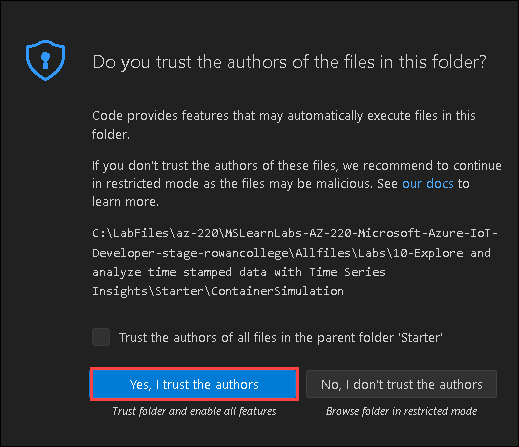 Do you trust the authors of the files in this folder?
Code provides features that may automatically execute files in this
folder.
If you don't trust the authors of these files, we recommend to continue
in restricted mode as the files may be malicious. See our docs to
learn more.
C:\LabFiles\az-220\MSLearnLabs-AZ-220-Microsoft-Azure-IoT-
Developer-stage-rowancollege\Allfiles\Labs\10-Explore and
analyze time stamped data with Time Series
Insights\Starter\ContainerSimulation
Trust the authors of all files in the parent folder 'Starter'
Yes, I trust the authors
No, I don't trust the authors
Trust folder and enable all features
Browse folder in restricted mode